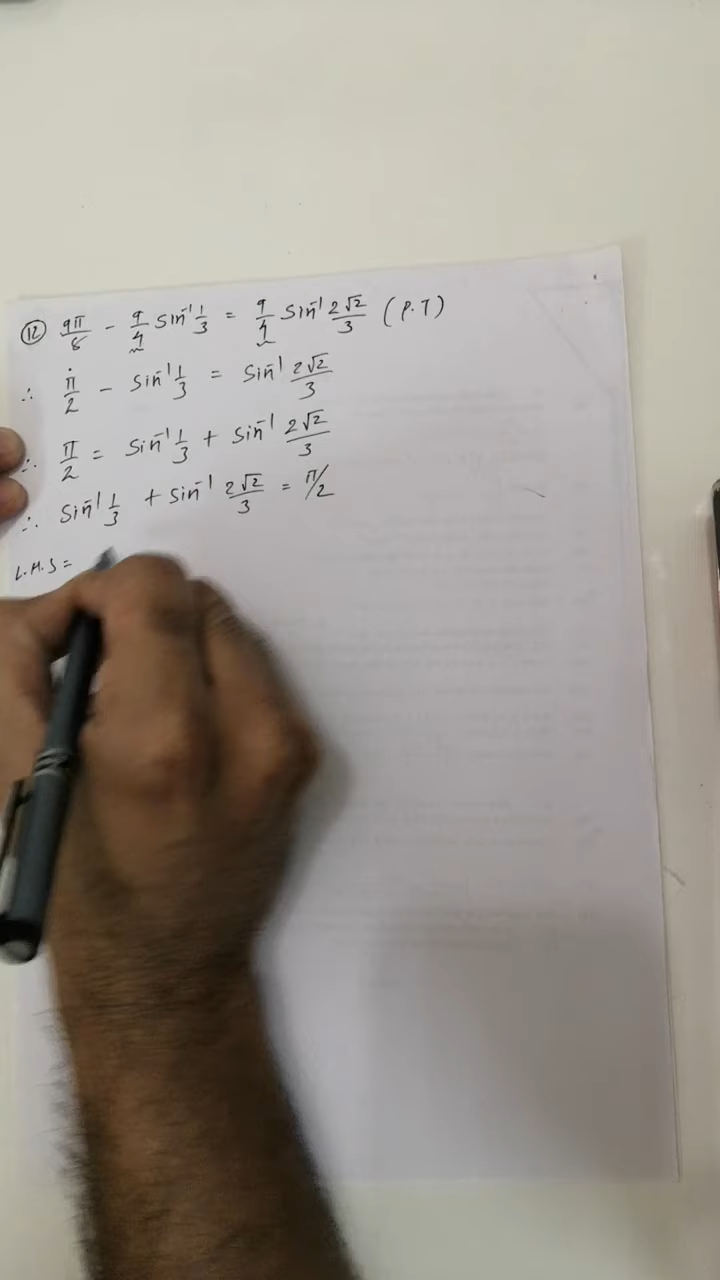 (12) 9π/8 - 9/4 sin⁻¹ 1/3 = 9/4 sin⁻¹ 2√2/3 (P.T)
∴ π/2 - sin⁻¹ 1/3 = sin⁻¹ 2√2/3
∴ π/2 = sin⁻¹ 1/3 + sin⁻¹ 2√2/3
∴ sin⁻¹ 1/3 + sin⁻¹ 2√2/3 = π/2
L.H.S =